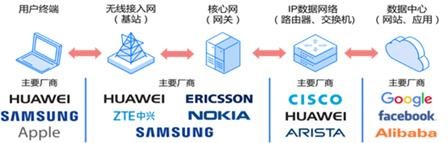 用户终端
无线接入网
（基站）
核心网
（网关）
IP数据网络
（路由器、交换机）
数据中心
（网站、应用）
主要厂商
HUAWEI
SAMSUNG
Apple
主要厂商
HUAWEI
ERICSSON
ZTE中兴
NOKIA
SAMSUNG
主要厂商
CISCO
HUAWEI
ARISTA
主要厂商
Google
facebook
Alibaba